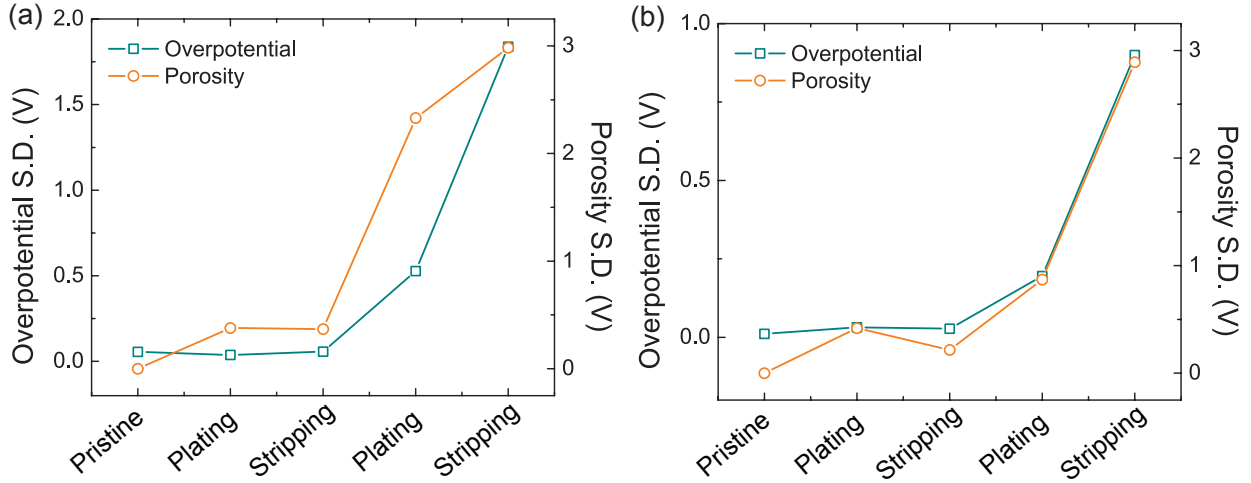 (a)
Overpotential
Porosity
Overpotential S.D. (V)
2.0
1.5
1.0
0.5
0.0
3
2
1
0
Porosity S.D. (V)
Pristine
Plating
Stripping
Plating
Stripping
(b)
Overpotential
Porosity
Overpotential S.D. (V)
1.0
0.5
0.0
3
2
1
0
Porosity S.D. (V)
Pristine
Plating
Stripping
Plating
Stripping